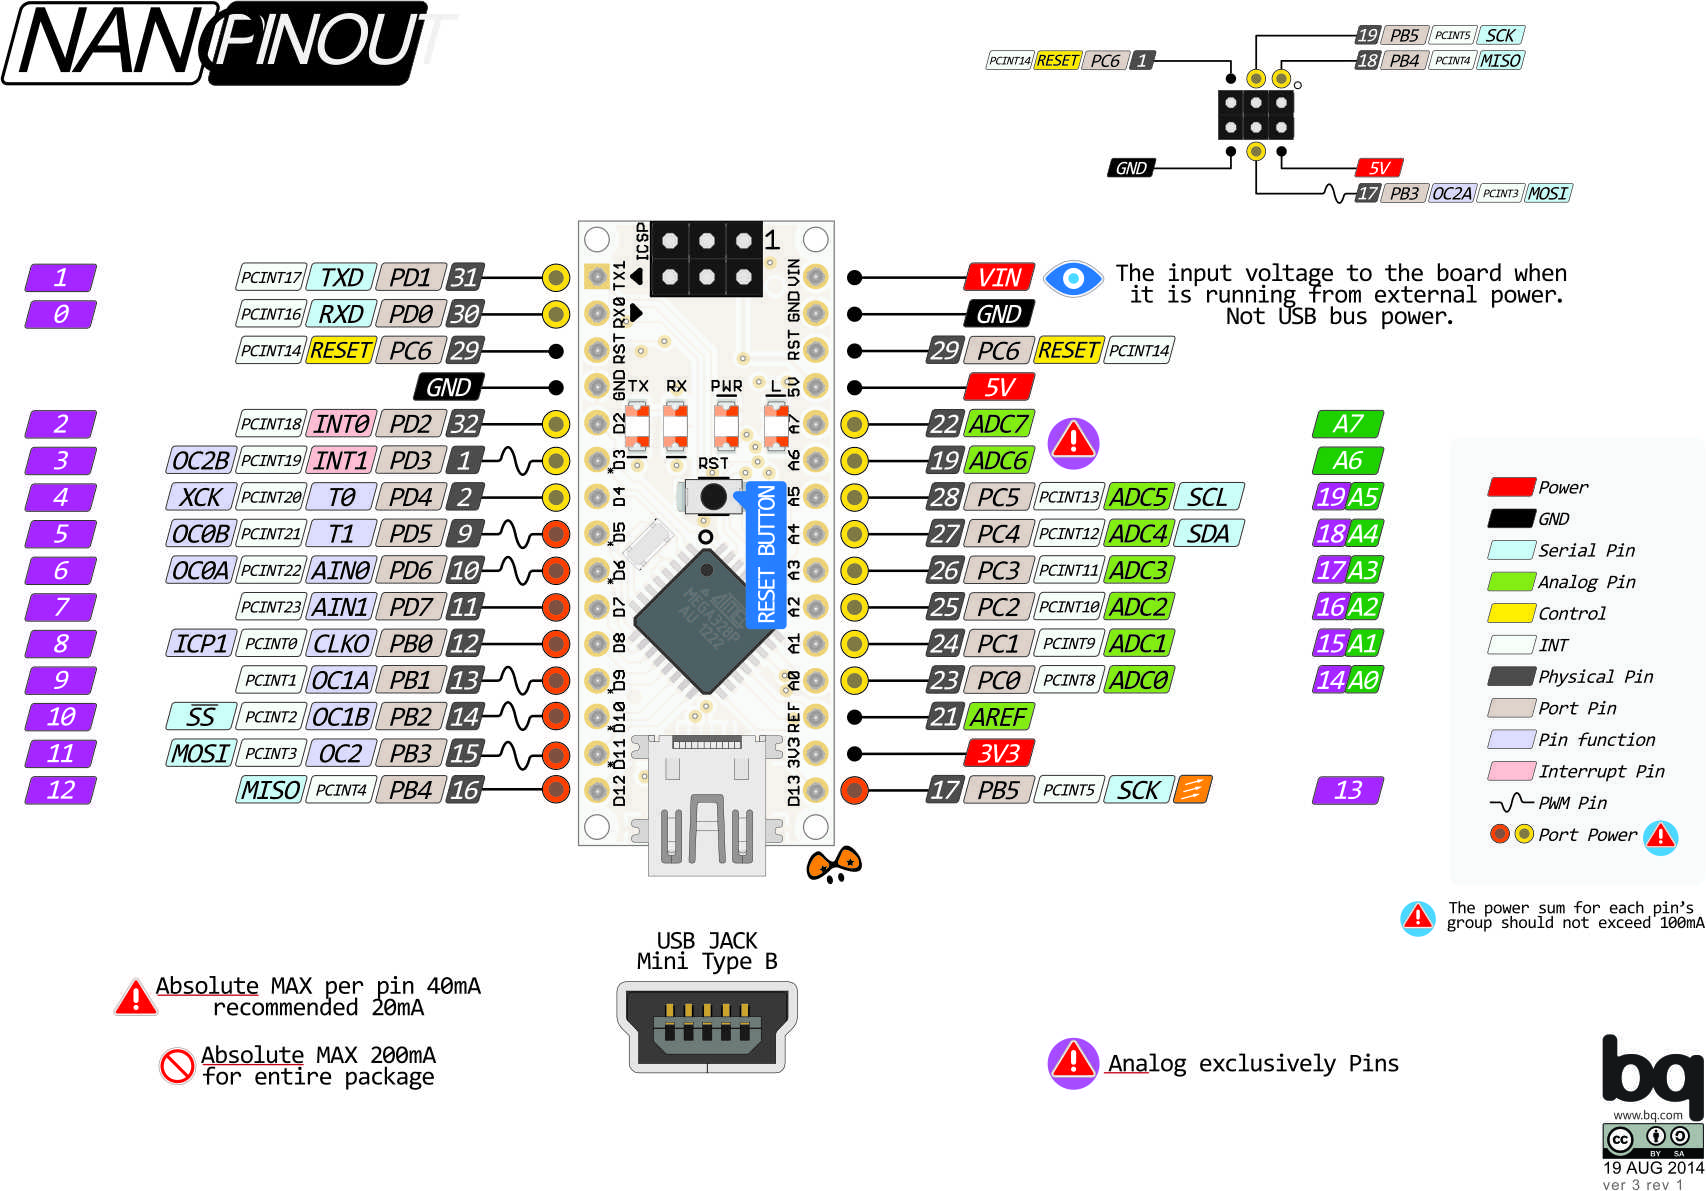 NANO PINOUT
19 PB5 PCINT5 SCK
PCINT14 RESET PC6 1
18 PB4 PCINT4 MISO
GND
5V
17 PB3 OC2A PCINT3 MOSI
ICSP
1
1 PCINT17 TXD PD1 31 TX1 VIN VIN
The input voltage to the board when
it is running from external power.
Not USB bus power.
0 PCINT16 RXD PD0 30 RX0 GND GND
PCINT14 RESET PC6 29 RST RST 29 PC6 RESET PCINT14
GND GND 5V 5V
TX RX PWR L
2 PCINT18 INT0 PD2 32 D2 A7 22 ADC7 A7
3 OC2B PCINT19 INT1 PD3 1 *D3 A6 19 ADC6 A6
RST
4 XCK PCINT20 T0 PD4 2 D4 A5 28 PC5 PCINT13 ADC5 SCL 19 A5
RESET BUTTON
5 OC0B PCINT21 T1 PD5 9 *D5 A4 27 PC4 PCINT12 ADC4 SDA 18 A4
6 OC0A PCINT22 AIN0 PD6 10 *D6 A3 26 PC3 PCINT11 ADC3 17 A3
7 PCINT23 AIN1 PD7 11 D7 A2 25 PC2 PCINT10 ADC2 16 A2
MEGA328P
AU 1222
8 ICP1 PCINT0 CLKO PB0 12 D8 A1 24 PC1 PCINT9 ADC1 15 A1
9 PCINT1 OC1A PB1 13 *D9 A0 23 PC0 PCINT8 ADC0 14 A0
10 SS PCINT2 OC1B PB2 14 *D10 REF 21 AREF
11 MOSI PCINT3 OC2 PB3 15 *D11 3V3 3V3
12 MISO PCINT4 PB4 16 D12 D13 17 PB5 PCINT5 SCK 13
Power
GND
Serial Pin
Analog Pin
Control
INT
Physical Pin
Port Pin
Pin function
Interrupt Pin
PWM Pin
Port Power
The power sum for each pin's
group should not exceed 100mA
USB JACK
Mini Type B
Absolute MAX per pin 40mA
recommended 20mA
Absolute MAX 200mA
for entire package
Analog exclusively Pins
bq
www.bq.com
cc BY SA
19 AUG 2014
ver 3 rev 1